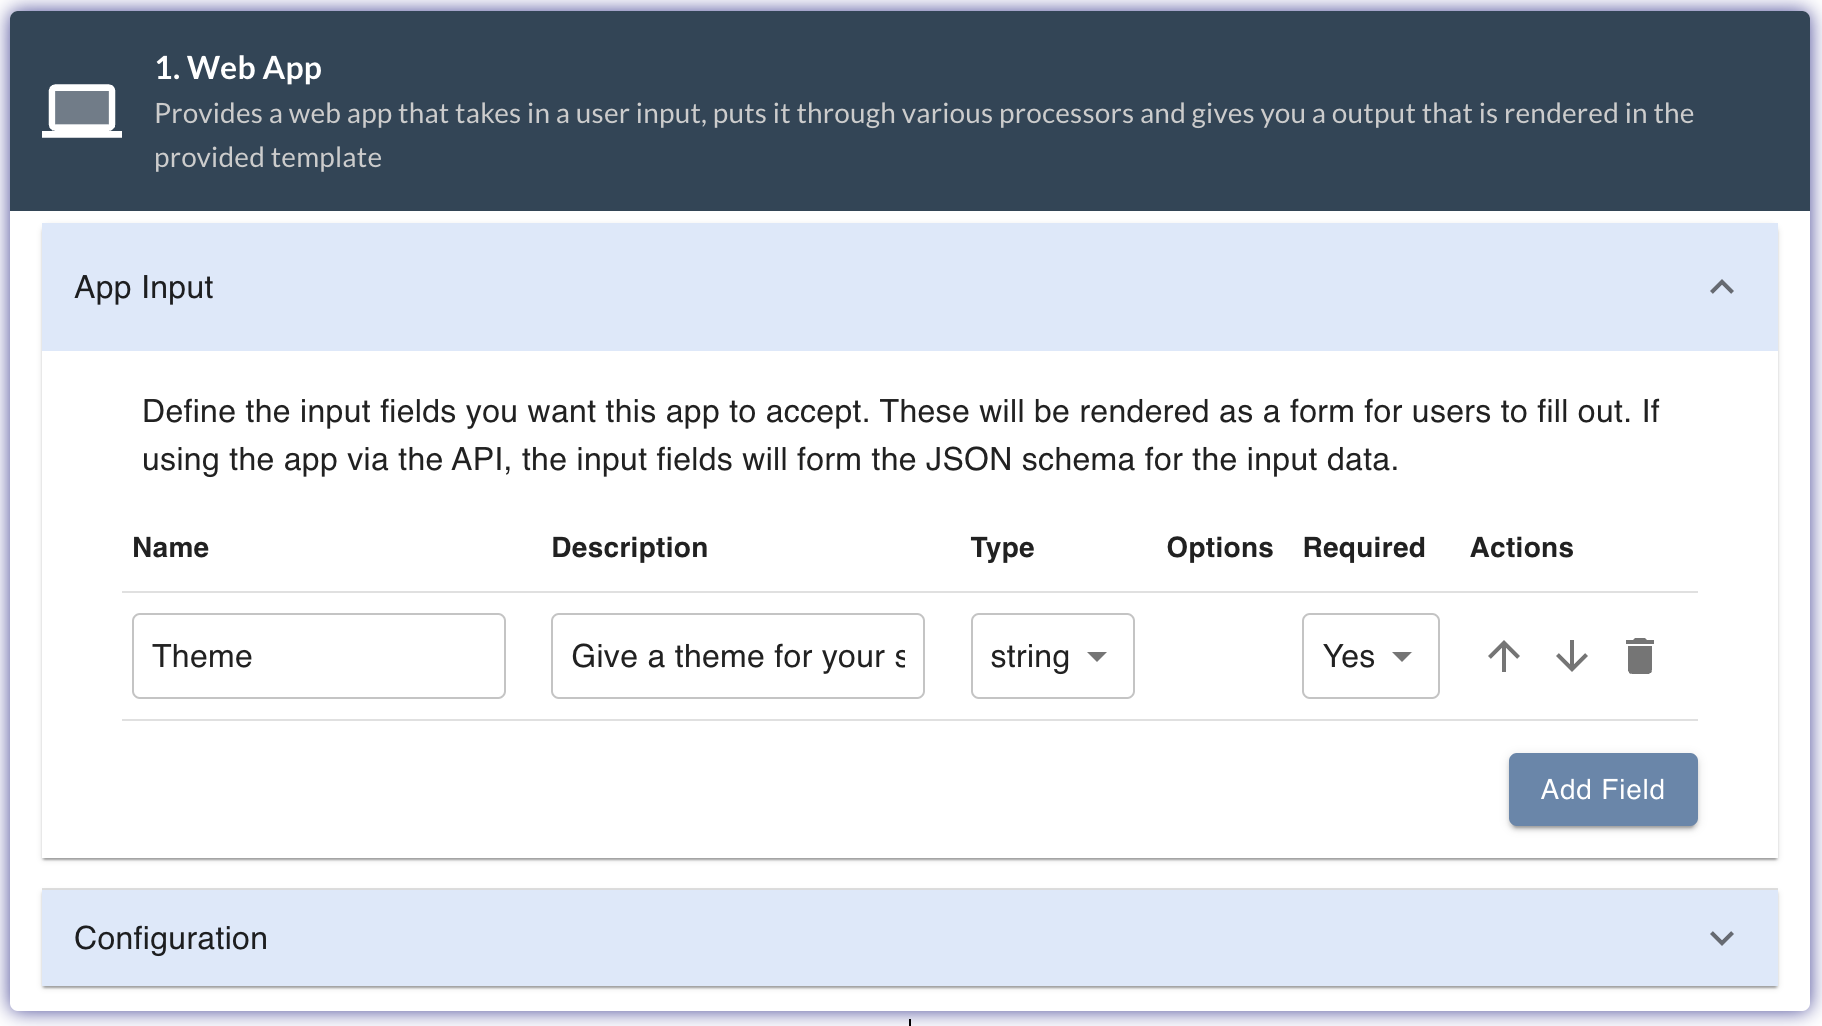 1. Web App
Provides a web app that takes in a user input, puts it through various processors and gives you a output that is rendered in the
provided template
App Input
Define the input fields you want this app to accept. These will be rendered as a form for users to fill out. If
using the app via the API, the input fields will form the JSON schema for the input data.
Name Description Type Options Required Actions
Theme Give a theme for your s string Yes
Add Field
Configuration